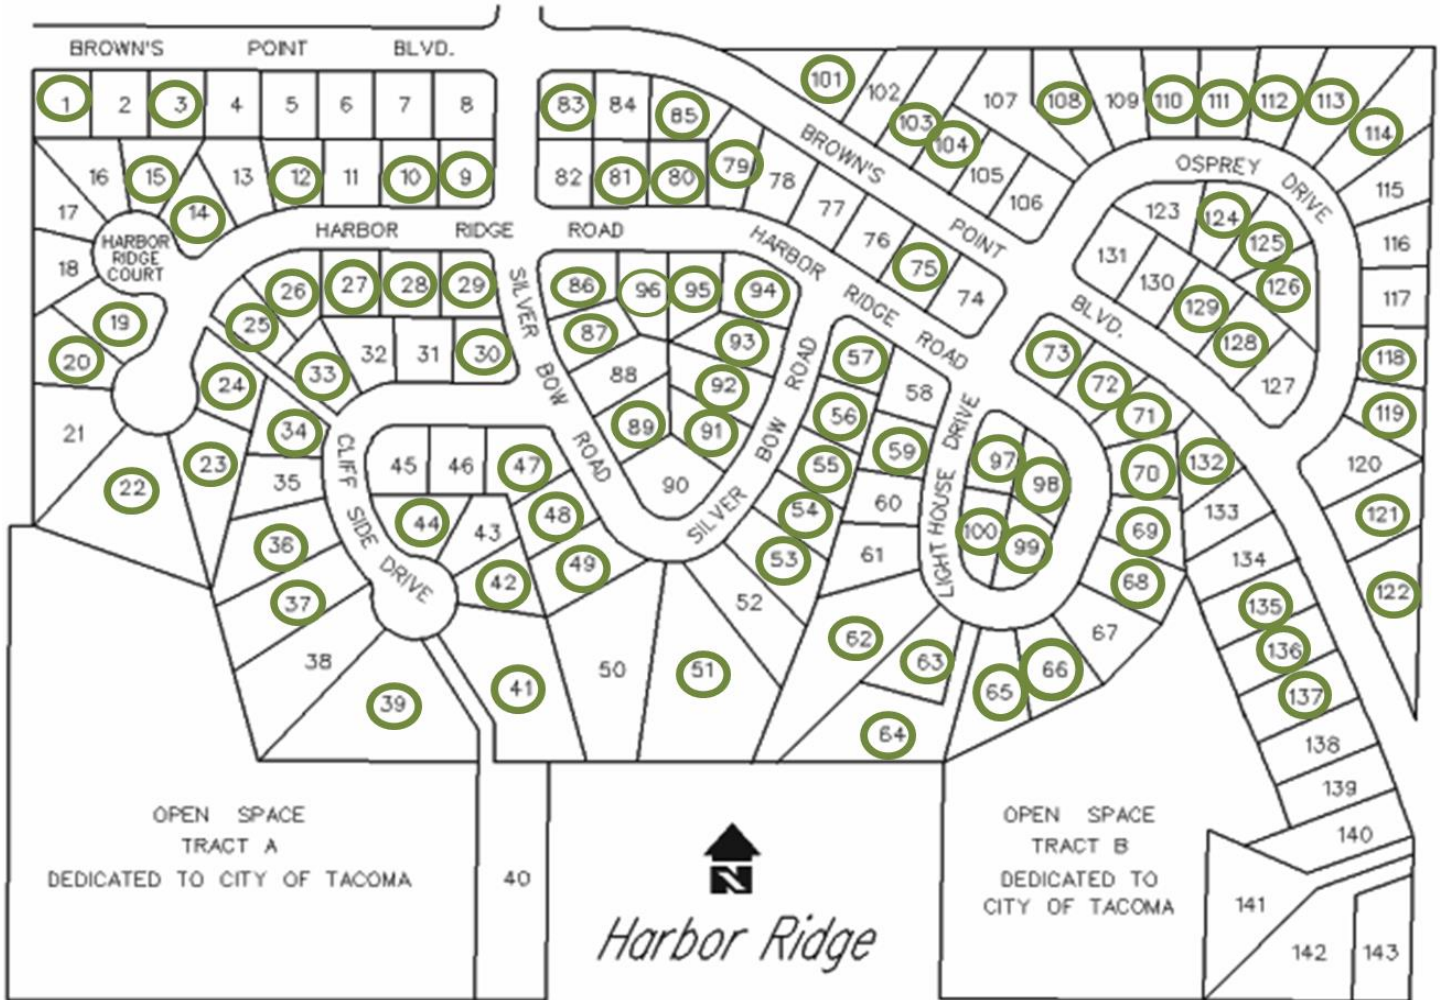 BROWN'S POINT BLVD.
1 2 3 4 5 6 7 8
83 84 85
101 102 103 104 105 106 107 108 109 110 111 112 113 114
BROWN'S POINT BLVD.
OSPREY DRIVE
115
116
117
118
119
120
121
122
16 15 14 13 12 11 10 9
82 81 80 79 78 77 76 75 74
17
18
19
20
21
22
23
24
HARBOR
RIDGE
COURT
HARBOR RIDGE ROAD
HARBOR RIDGE ROAD
123 124 125 126
131 130 129 128 127
25 26 27 28 29
33 32 31 30
SILVER BOW ROAD
86 96 95 94
87 93
88 92
89 91
90
SILVER BOW ROAD
57 58
56 59
55 60
54 61
53
52
LIGHT HOUSE DRIVE
73 72 71
70 132
69 133
68 134
67 135
66 136
65 137
138
139
140
97 98
100 99
34
35
36
37
38
39
CLIFF SIDE DRIVE
45 46 47
44 43 48
42 49
41 50 51
62 63
64
OPEN SPACE
TRACT A
DEDICATED TO CITY OF TACOMA
40
N
Harbor Ridge
OPEN SPACE
TRACT B
DEDICATED TO
CITY OF TACOMA
141
142 143